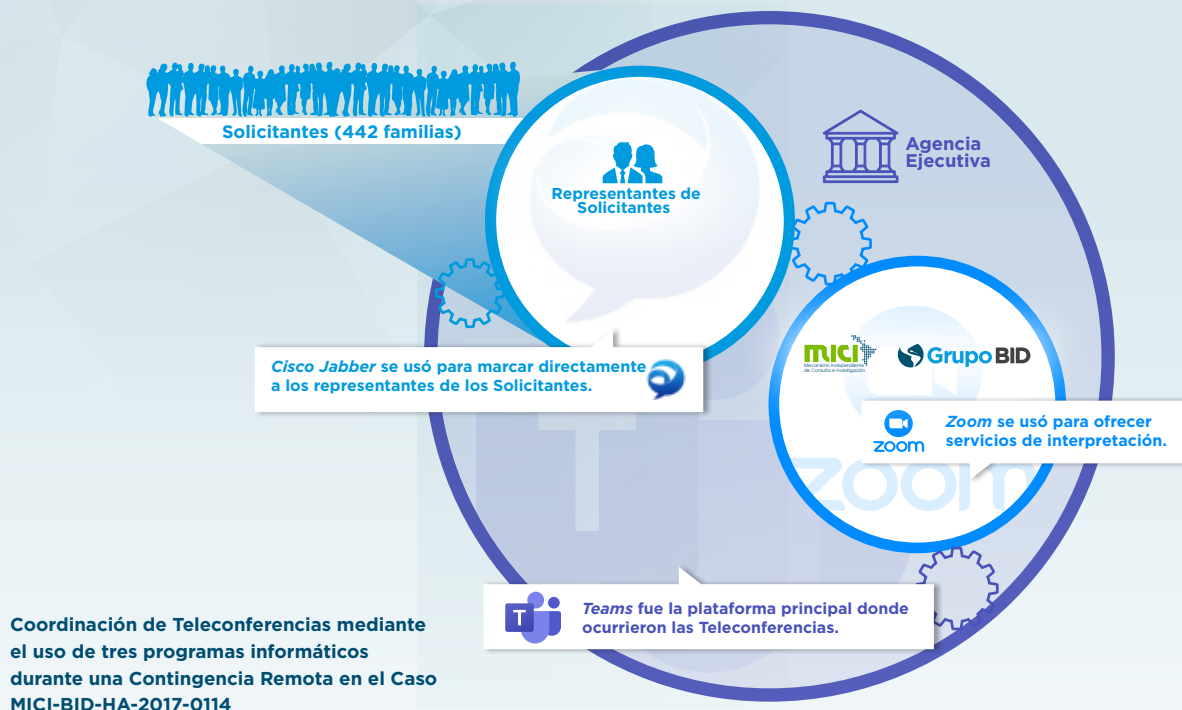 Solicitantes (442 familias)
Representantes de
Solicitantes
Agencia
Ejecutiva
Cisco Jabber se usó para marcar directamente
a los representantes de los Solicitantes.
mici
Mecanismo Independiente
de Consulta e Investigación
Grupo BID
zoom
Zoom se usó para ofrecer
servicios de interpretación.
zoom
T
T
Teams fue la plataforma principal donde
ocurrieron las Teleconferencias.
Coordinación de Teleconferencias mediante
el uso de tres programas informáticos
durante una Contingencia Remota en el Caso
MICI-BID-HA-2017-0114